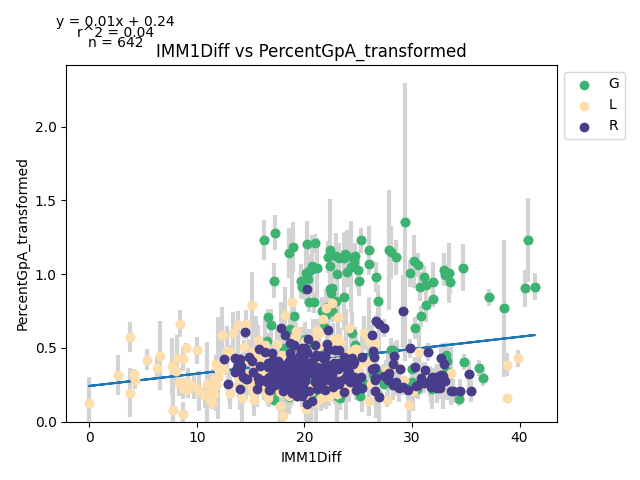 y = 0.01x + 0.24
r^2 = 0.04
n = 642
IMM1Diff vs PercentGpA_transformed
G
L
R
PercentGpA_transformed
2.0
1.5
1.0
0.5
0.0
0 10 20 30 40
IMM1Diff